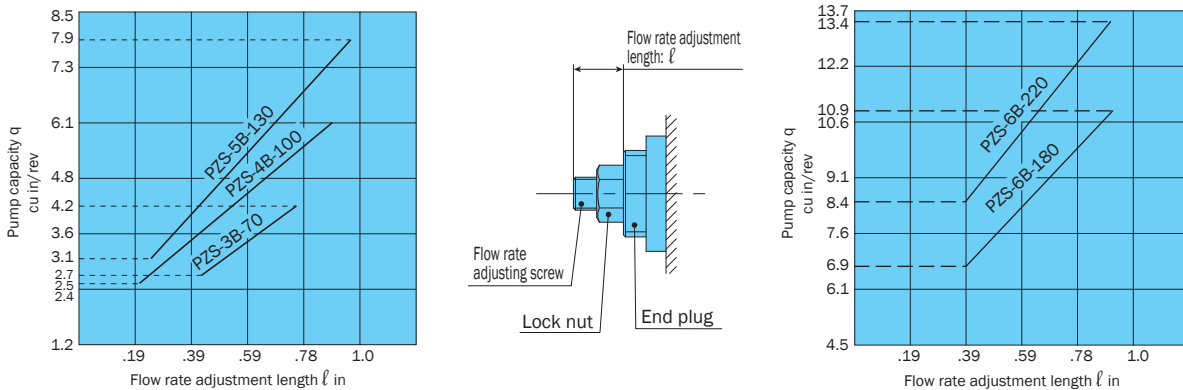 8.5
7.9
7.3
6.1
4.8
4.2
3.6
3.1
2.7
2.5
2.4
1.2
Pump capacity q
cu in/rev
PZS-5B-130
PZS-4B-100
PZS-3B-70
.19 .39 .59 .78 1.0
Flow rate adjustment length ℓ in
Flow rate adjustment
length: ℓ
Flow rate
adjusting screw
Lock nut
End plug
13.7
13.4
12.2
10.9
10.6
9.1
8.4
7.6
6.9
6.1
4.5
Pump capacity q
cu in/rev
PZS-6B-220
PZS-6B-180
.19 .39 .59 .78 1.0
Flow rate adjustment length ℓ in